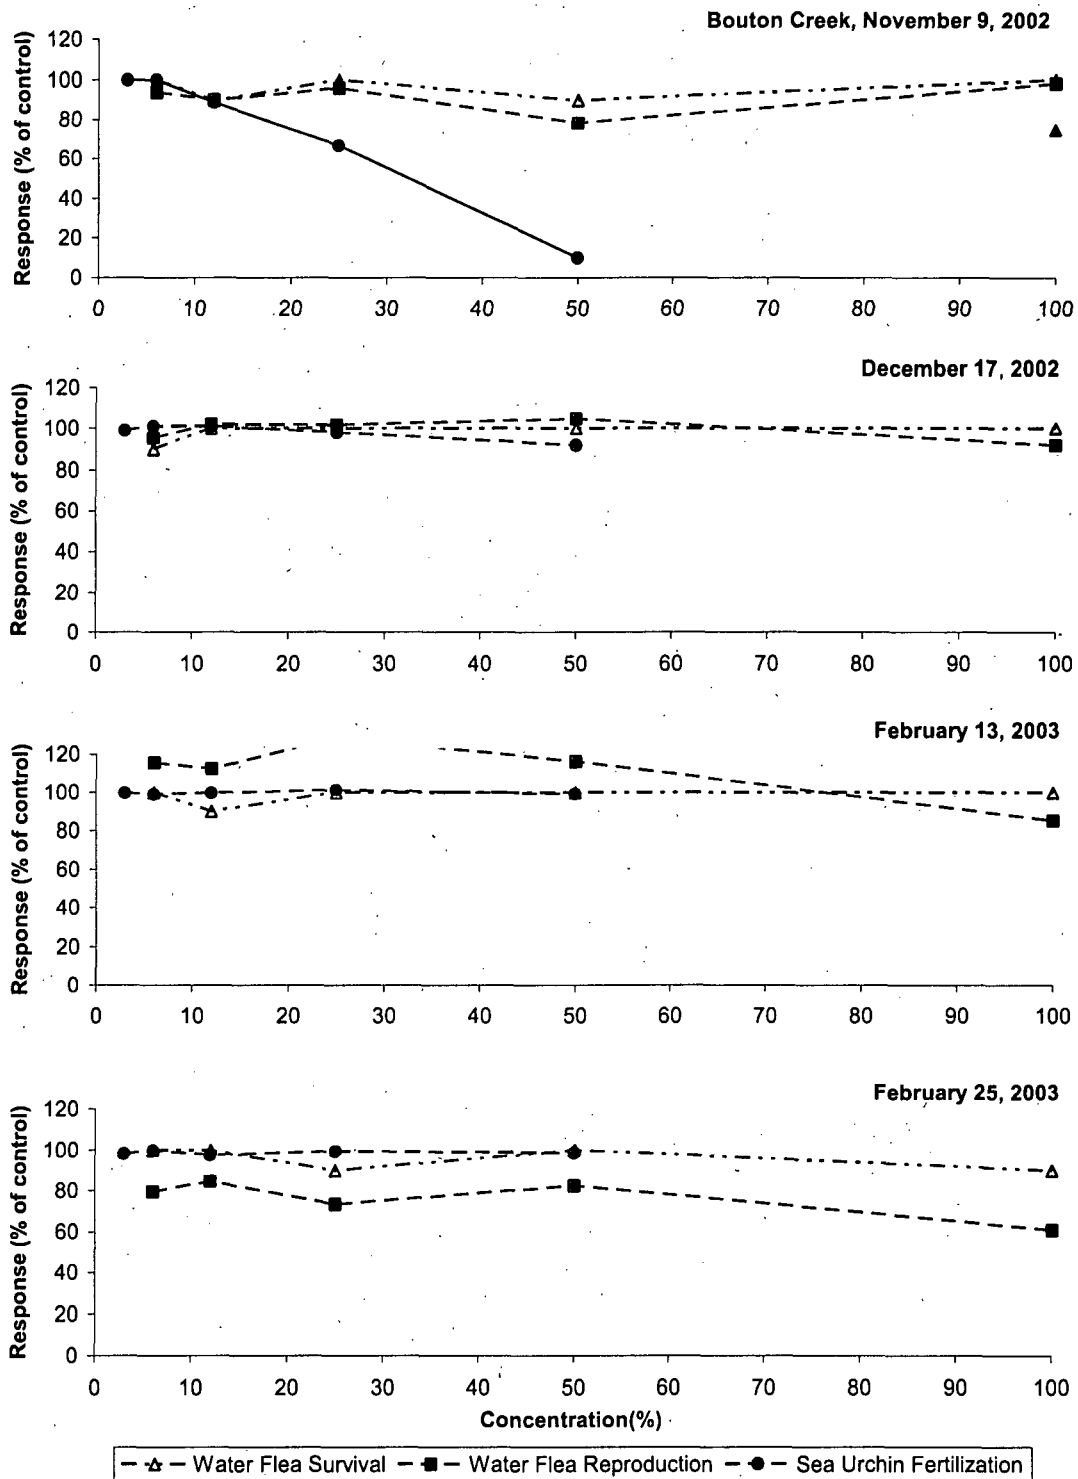 Bouton Creek, November 9, 2002
Response (% of control)
120
100
80
60
40
20
0
0 10 20 30 40 50 60 70 80 90 100
December 17, 2002
Response (% of control)
120
100
80
60
40
20
0
0 10 20 30 40 50 60 70 80 90 100
February 13, 2003
Response (% of control)
120
100
80
60
40
20
0
0 10 20 30 40 50 60 70 80 90 100
February 25, 2003
Response (% of control)
120
100
80
60
40
20
0
0 10 20 30 40 50 60 70 80 90 100
Concentration(%)
Water Flea Survival Water Flea Reproduction Sea Urchin Fertilization